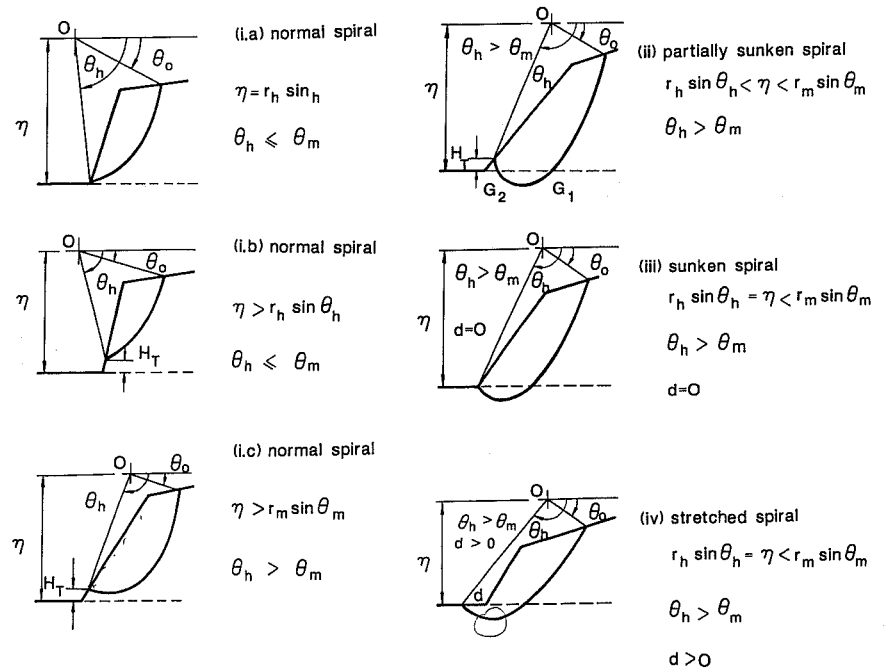 O
(i.a) normal spiral
θh
θo
η
η = rh sinh
θh ⩽ θm
O
θh > θm
θo
θh
η
H
T
G2
G1
(ii) partially sunken spiral
rh sin θh < η < rm sin θm
θh > θm
O
(i.b) normal spiral
θo
θh
η
HT
η > rh sin θh
θh ⩽ θm
O
θh > θm
θo
θh
η
d=O
(iii) sunken spiral
rh sin θh = η < rm sin θm
θh > θm
d=O
O
(i.c) normal spiral
θo
θh
η
HT
η > rm sin θm
θh > θm
O
θh > θm
d > 0
θo
θh
η
d
(iv) stretched spiral
rh sin θh = η < rm sin θm
θh > θm
d > O